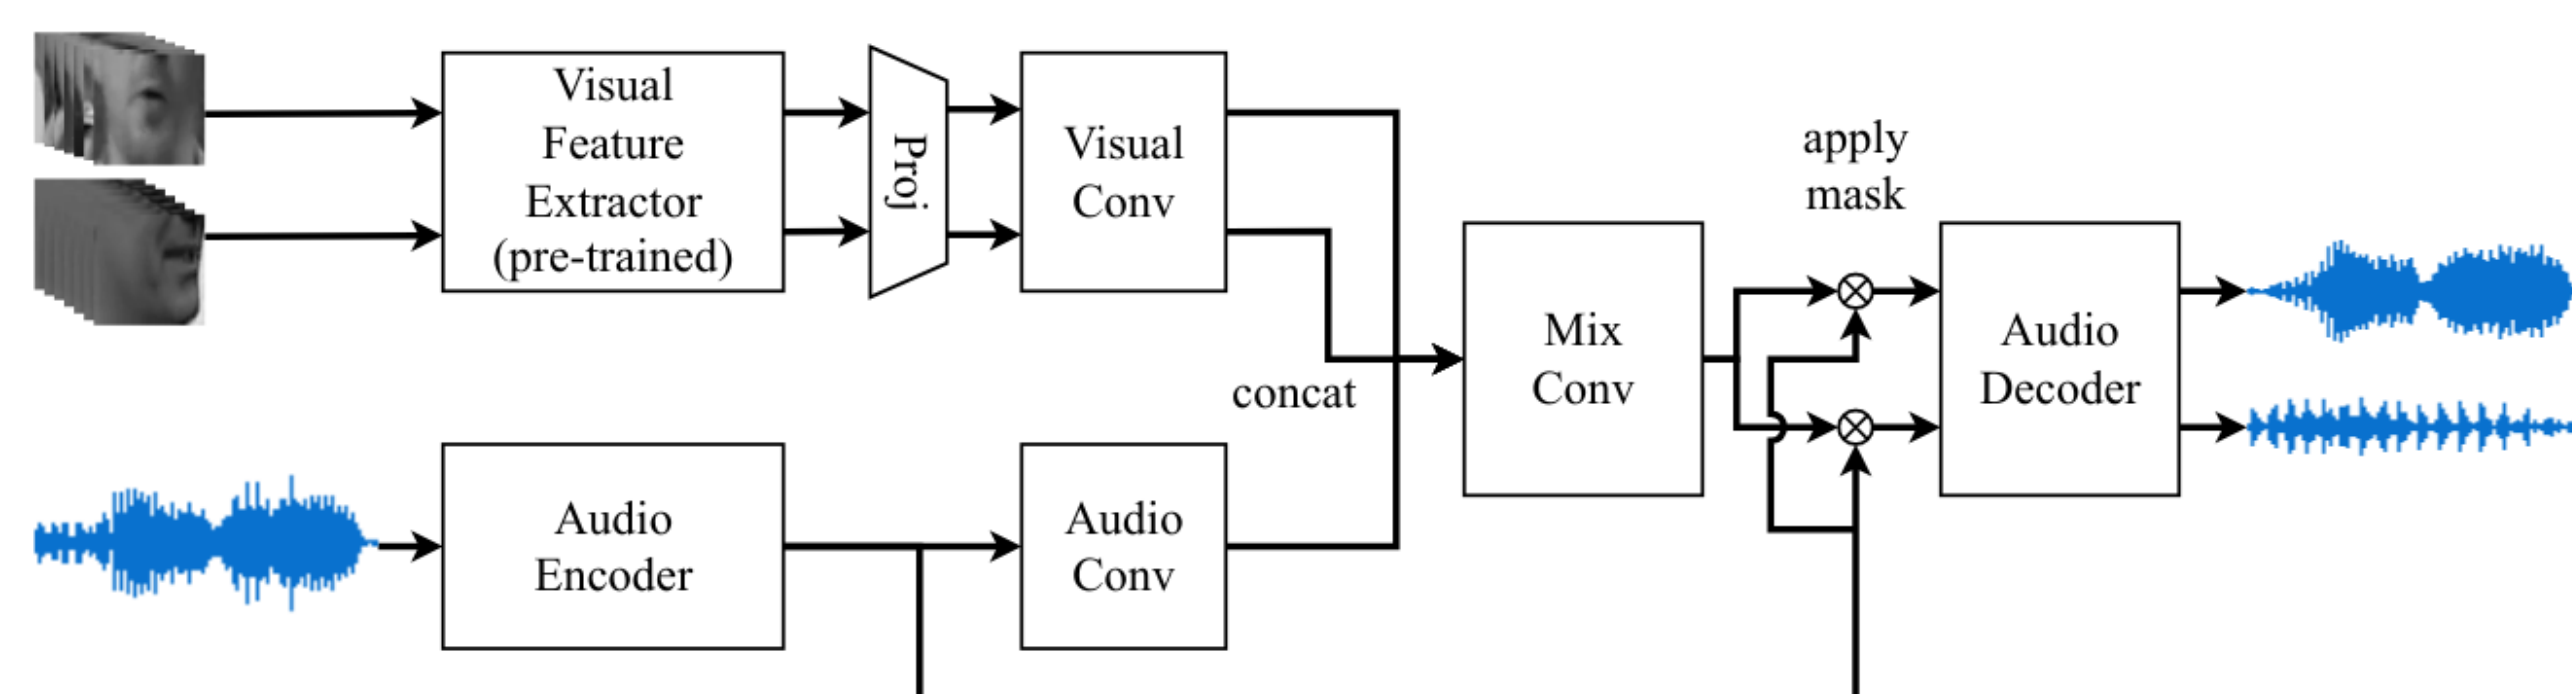 Visual
Feature
Extractor
(pre-trained)
Proj
Visual
Conv
apply
mask
concat
Mix
Conv
Audio
Decoder
Audio
Encoder
Audio
Conv